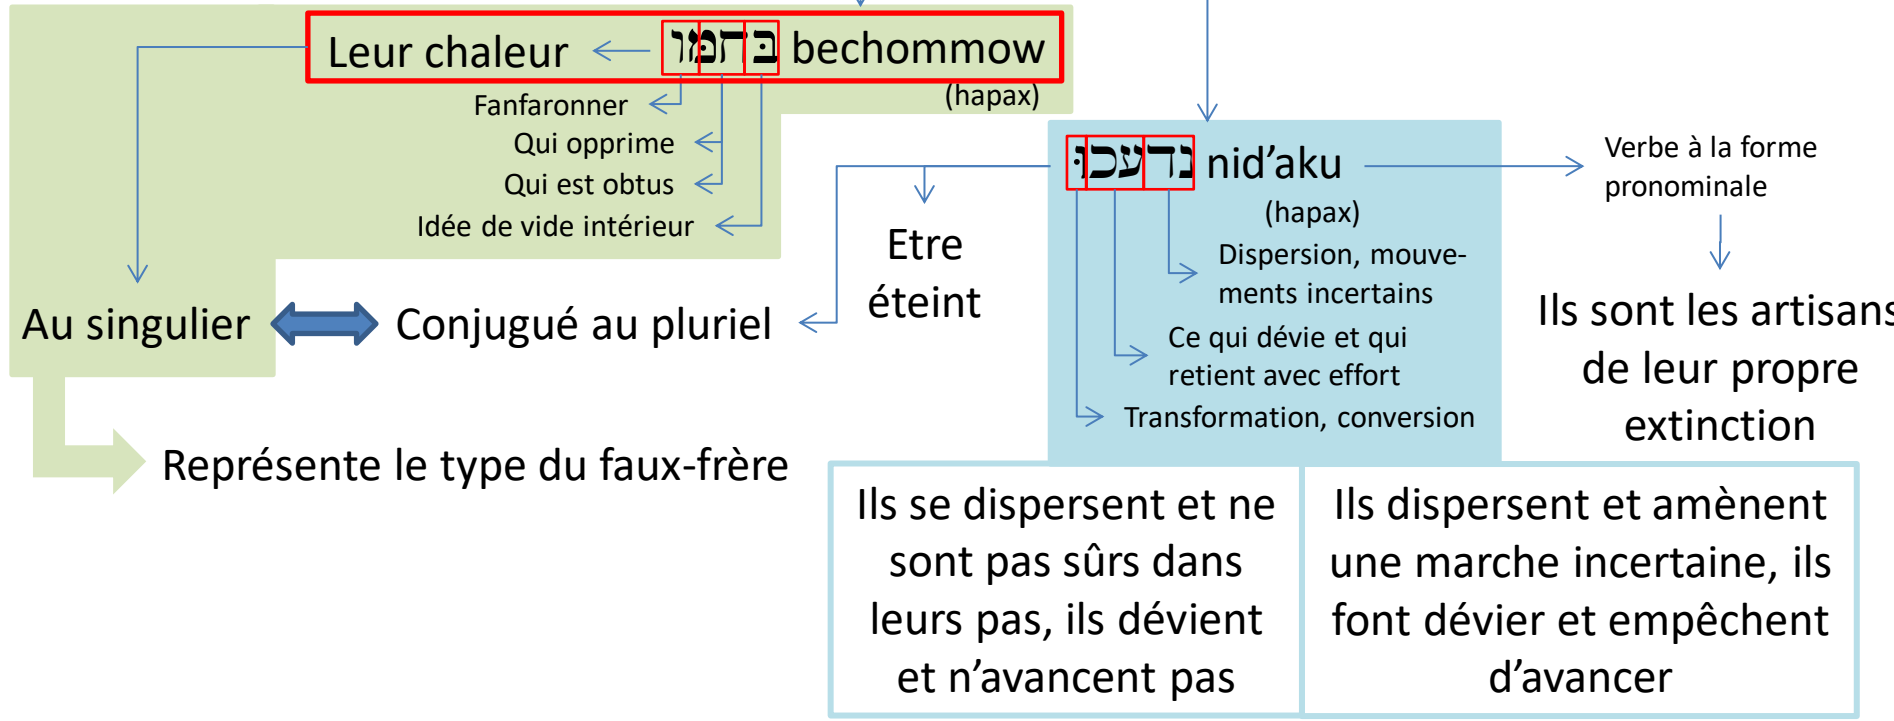 Leur chaleur בְּחֻמּוֹ bechommow
(hapax)
Fanfaronner
Qui opprime
Qui est obtus
Idée de vide intérieur
נדעכוּ nid'aku
(hapax)
Verbe à la forme
pronominale
Etre
éteint
Dispersion, mouve-
ments incertains
Au singulier
Conjugué au pluriel
Ce qui dévie et qui
retient avec effort
Transformation, conversion
Ils sont les artisans
de leur propre
extinction
Représente le type du faux-frère
Ils se dispersent et ne
sont pas sûrs dans
leurs pas, ils dévient
et n'avancent pas
Ils dispersent et amènent
une marche incertaine, ils
font dévier et empêchent
d'avancer